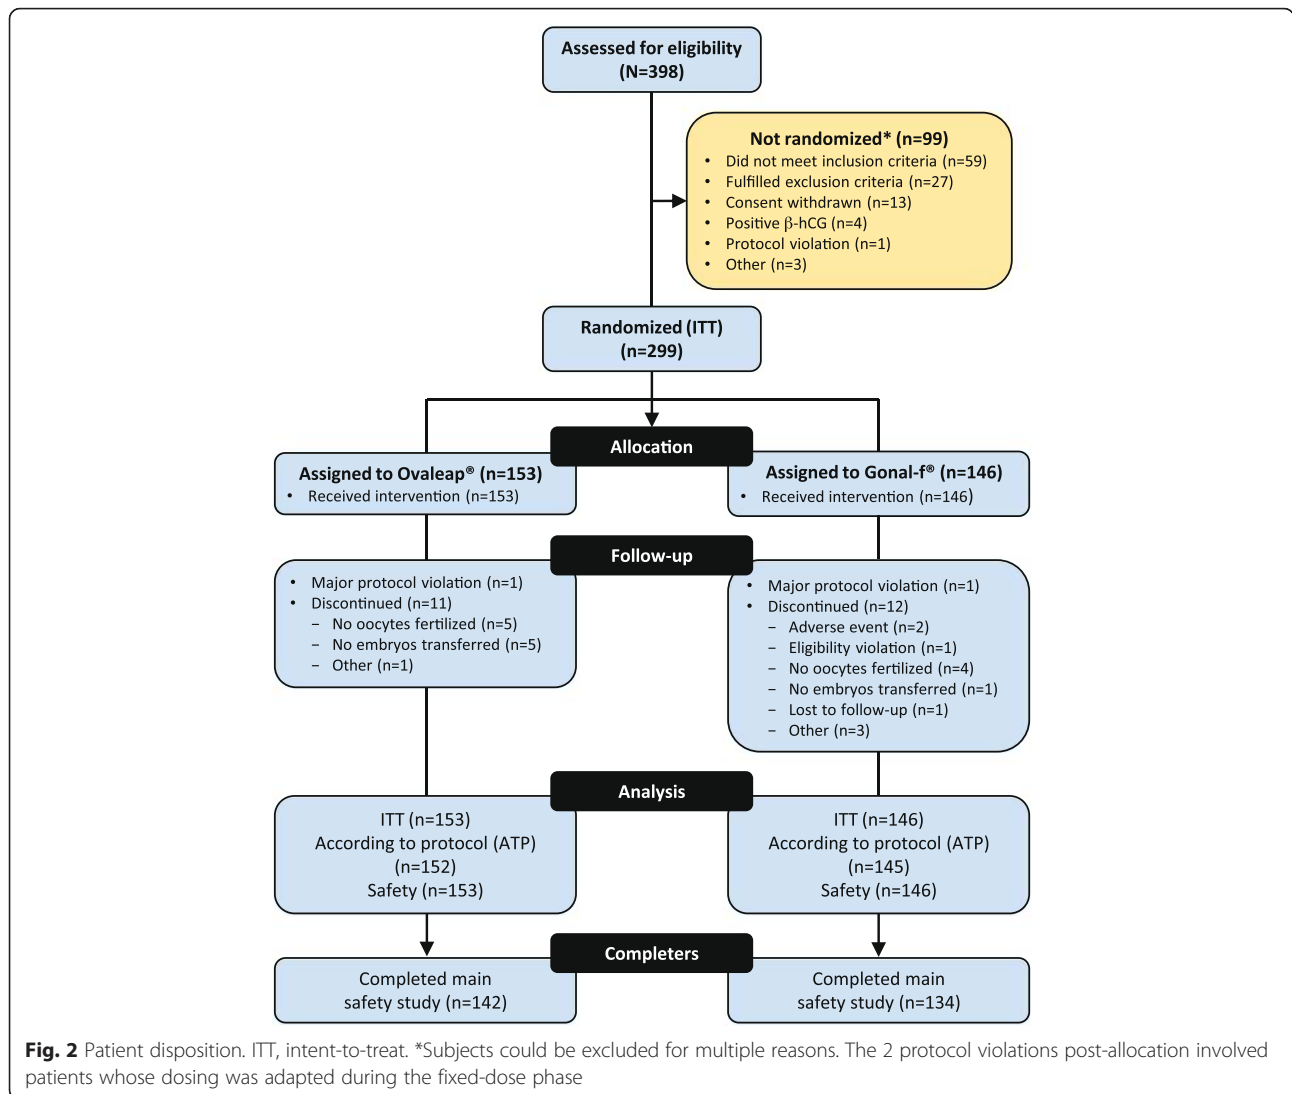 Assessed for eligibility
(N=398)
Not randomized* (n=99)
• Did not meet inclusion criteria (n=59)
• Fulfilled exclusion criteria (n=27)
• Consent withdrawn (n=13)
• Positive β-hCG (n=4)
• Protocol violation (n=1)
• Other (n=3)
Randomized (ITT)
(n=299)
Allocation
Assigned to Ovaleap® (n=153)
• Received intervention (n=153)
Assigned to Gonal-f® (n=146)
• Received intervention (n=146)
Follow-up
• Major protocol violation (n=1)
• Discontinued (n=11)
– No oocytes fertilized (n=5)
– No embryos transferred (n=5)
– Other (n=1)
• Major protocol violation (n=1)
• Discontinued (n=12)
– Adverse event (n=2)
– Eligibility violation (n=1)
– No oocytes fertilized (n=4)
– No embryos transferred (n=1)
– Lost to follow-up (n=1)
– Other (n=3)
Analysis
ITT (n=153)
According to protocol (ATP)
(n=152)
Safety (n=153)
ITT (n=146)
According to protocol (ATP)
(n=145)
Safety (n=146)
Completers
Completed main
safety study (n=142)
Completed main
safety study (n=134)
Fig. 2 Patient disposition. ITT, intent-to-treat. *Subjects could be excluded for multiple reasons. The 2 protocol violations post-allocation involved
patients whose dosing was adapted during the fixed-dose phase